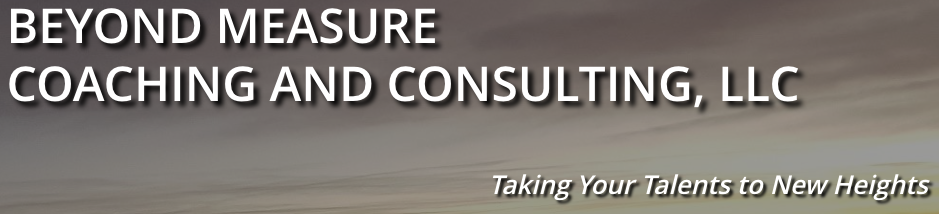 BEYOND MEASURE
COACHING AND CONSULTING, LLC
Taking Your Talents to New Heights